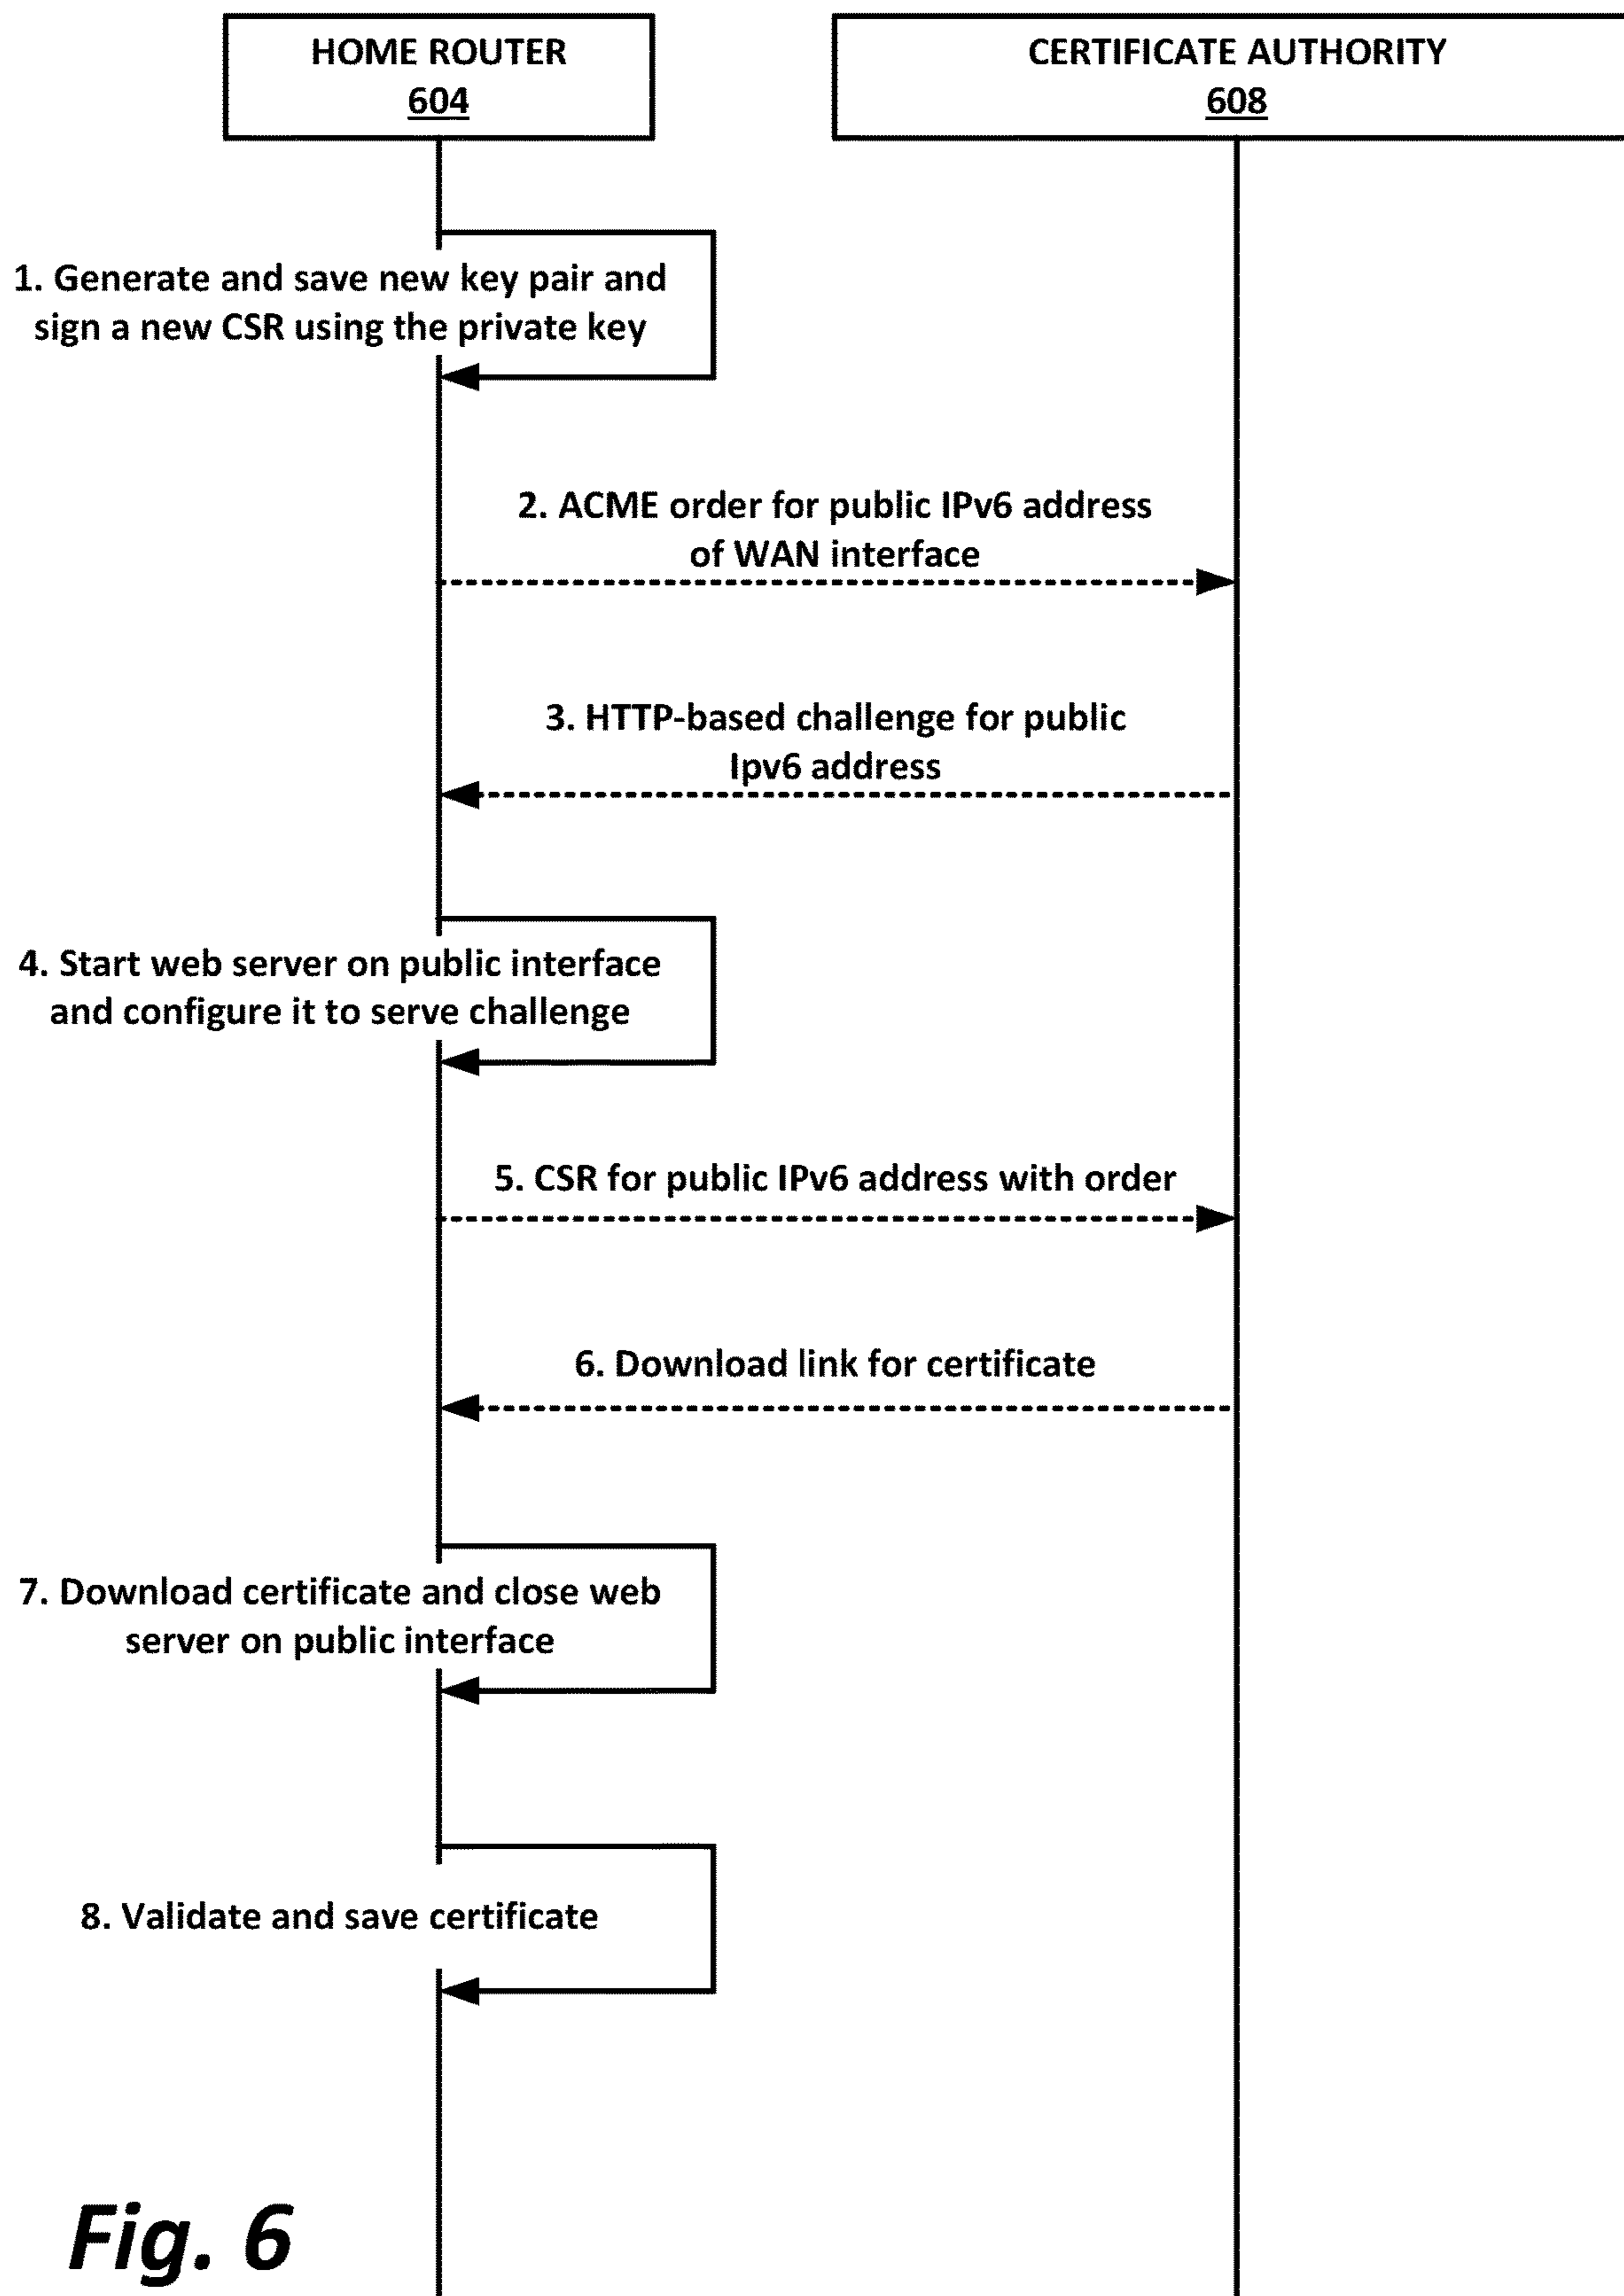 HOME ROUTER
604
CERTIFICATE AUTHORITY
608
1. Generate and save new key pair and
sign a new CSR using the private key
2. ACME order for public IPv6 address
of WAN interface
3. HTTP-based challenge for public
Ipv6 address
4. Start web server on public interface
and configure it to serve challenge
5. CSR for public IPv6 address with order
6. Download link for certificate
7. Download certificate and close web
server on public interface
8. Validate and save certificate
Fig. 6